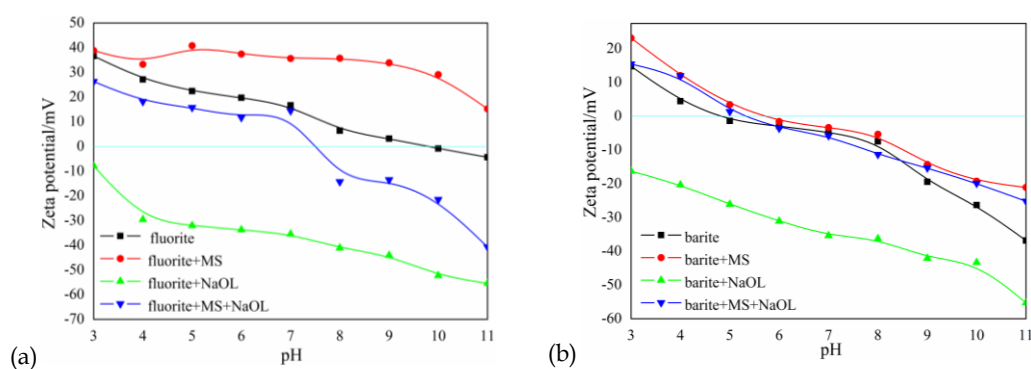 50
40
30
20
10
0
-10
-20
-30
-40
-50
-60
-70
Zeta potential/mV
fluorite
fluorite+MS
fluorite+NaOL
fluorite+MS+NaOL
3 4 5 6 7 8 9 10 11
pH
(a)
20
10
0
-10
-20
-30
-40
-50
-60
Zeta potential/mV
barite
barite+MS
barite+NaOL
barite+MS+NaOL
3 4 5 6 7 8 9 10 11
pH
(b)